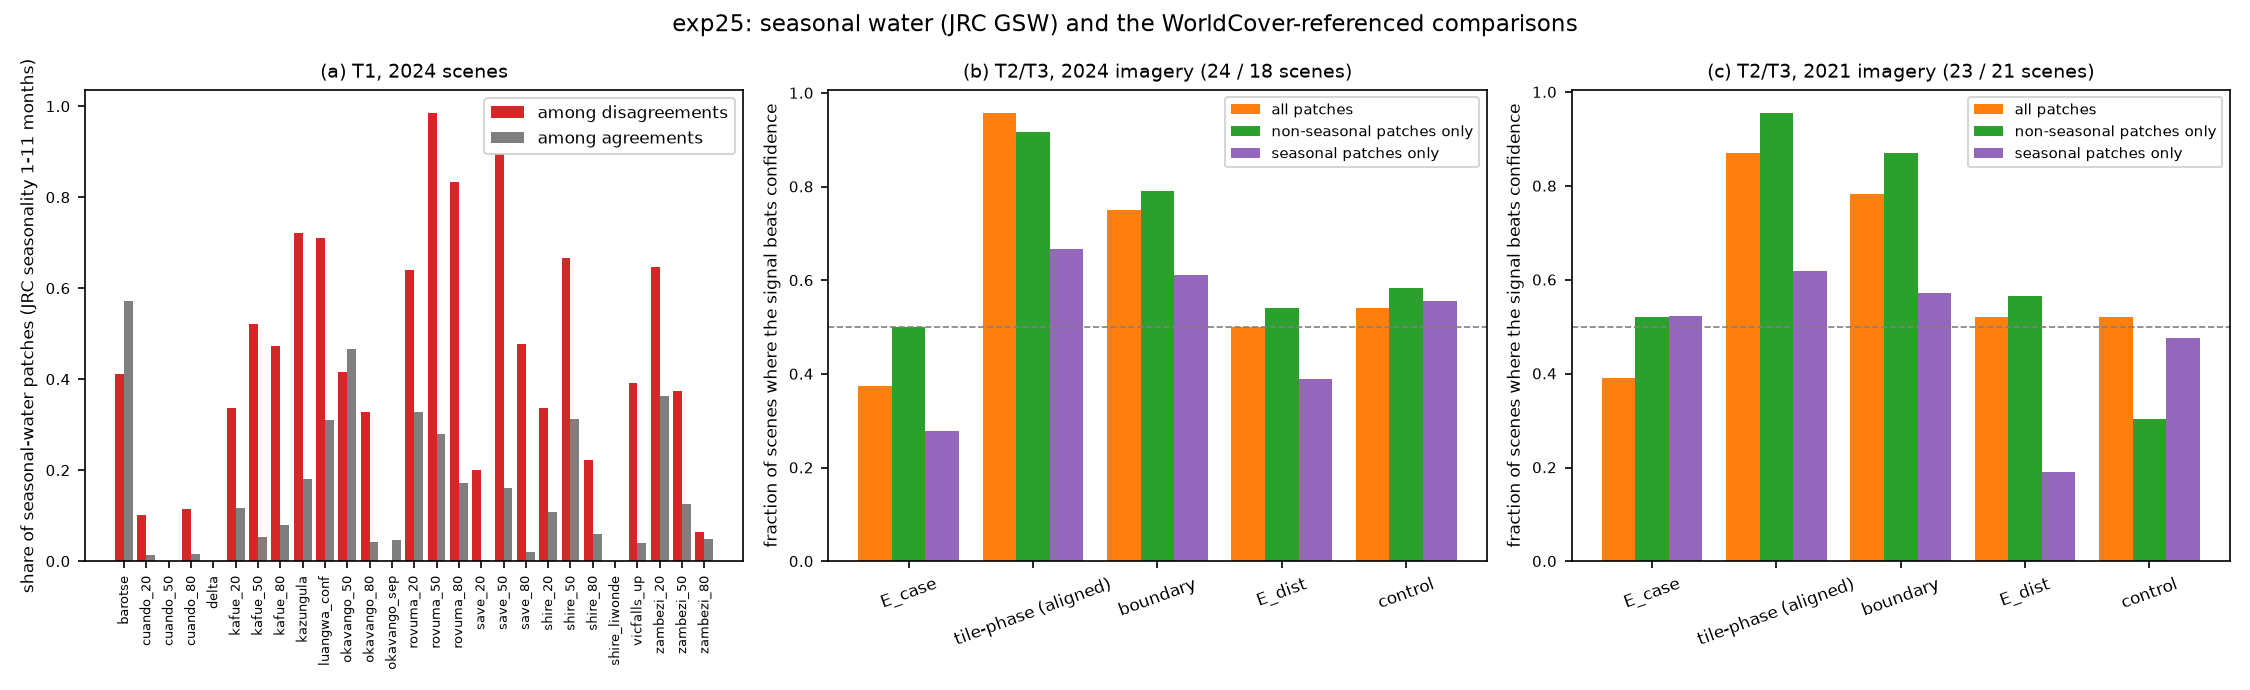 exp25: seasonal water (JRC GSW) and the WorldCover-referenced comparisons
(a) T1, 2024 scenes
share of seasonal-water patches (JRC seasonality 1-11 months)
1.0
0.8
0.6
0.4
0.2
0.0
among disagreements
among agreements
barotse
cuando_20
cuando_50
cuando_80
delta
kafue_20
kafue_50
kafue_80
kazungula
luangwa_conf
okavango_50
okavango_80
okavango_sep
rovuma_20
rovuma_50
rovuma_80
save_20
save_50
save_80
shire_20
shire_50
shire_80
shire_liwonde
vicfalls_up
zambezi_20
zambezi_50
zambezi_80
(b) T2/T3, 2024 imagery (24 / 18 scenes)
fraction of scenes where the signal beats confidence
1.0
0.8
0.6
0.4
0.2
0.0
all patches
non-seasonal patches only
seasonal patches only
E_case
tile-phase (aligned)
boundary
E_dist
control
(c) T2/T3, 2021 imagery (23 / 21 scenes)
fraction of scenes where the signal beats confidence
1.0
0.8
0.6
0.4
0.2
0.0
all patches
non-seasonal patches only
seasonal patches only
E_case
tile-phase (aligned)
boundary
E_dist
control